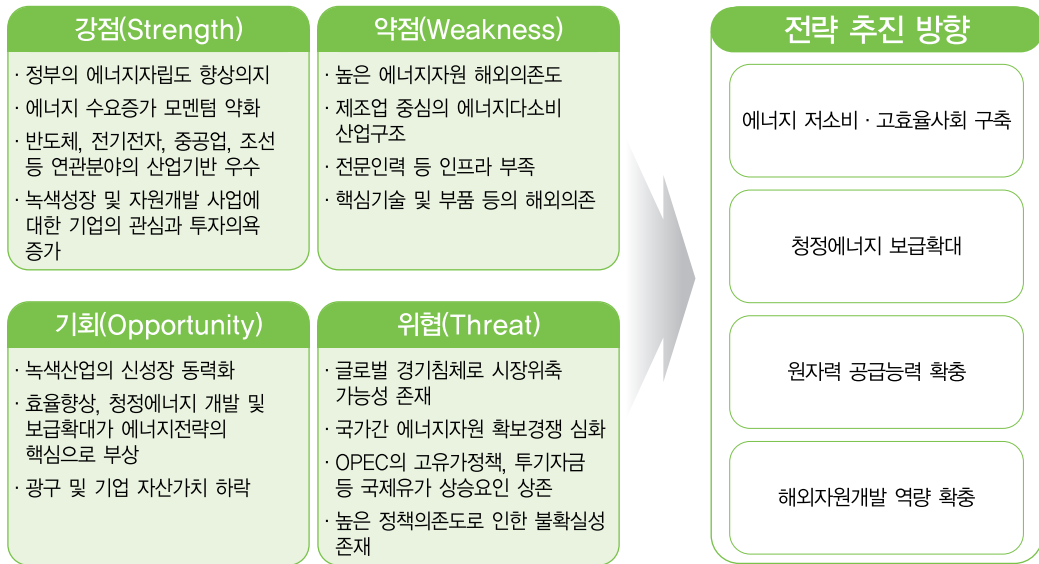 강점(Strength)
· 정부의 에너지자립도 향상의지
· 에너지 수요증가 모멘텀 약화
· 반도체, 전기전자, 중공업, 조선
등 연관분야의 산업기반 우수
· 녹색성장 및 자원개발 사업에
대한 기업의 관심과 투자의욕
증가
약점(Weakness)
· 높은 에너지자원 해외의존도
· 제조업 중심의 에너지다소비
산업구조
· 전문인력 등 인프라 부족
· 핵심기술 및 부품 등의 해외의존
기회(Opportunity)
· 녹색산업의 신성장 동력화
· 효율향상, 청정에너지 개발 및
보급확대가 에너지전략의
핵심으로 부상
· 광구 및 기업 자산가치 하락
위협(Threat)
· 글로벌 경기침체로 시장위축
가능성 존재
· 국가간 에너지자원 확보경쟁 심화
· OPEC의 고유가정책, 투기자금
등 국제유가 상승요인 상존
· 높은 정책의존도로 인한 불확실성
존재
전략 추진 방향
에너지 저소비 · 고효율사회 구축
청정에너지 보급확대
원자력 공급능력 확충
해외자원개발 역량 확충